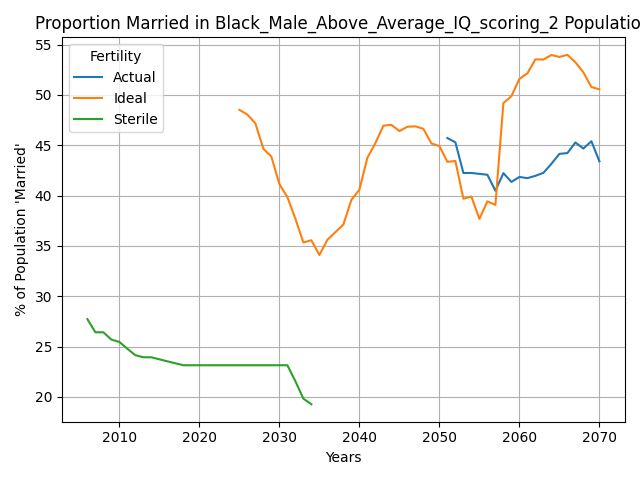 Proportion Married in Black_Male_Above_Average_IQ_scoring_2 Populatio
Fertility
Actual
Ideal
Sterile
% of Population 'Married'
55
50
45
40
35
30
25
20
2010 2020 2030 2040 2050 2060 2070
Years